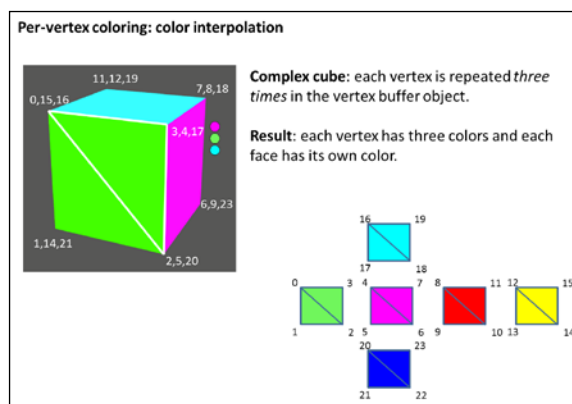 Per-vertex coloring: color interpolation
11,12,19
7,8,18
0,15,16
3,4,17
6,9,23
1,14,21
2,5,20
Complex cube: each vertex is repeated three
times in the vertex buffer object.
Result: each vertex has three colors and each
face has its own color.
16 19
17 18
0 3 4 7 8 11 12 15
1 2 5 6 9 10 13 14
20 23
21 22